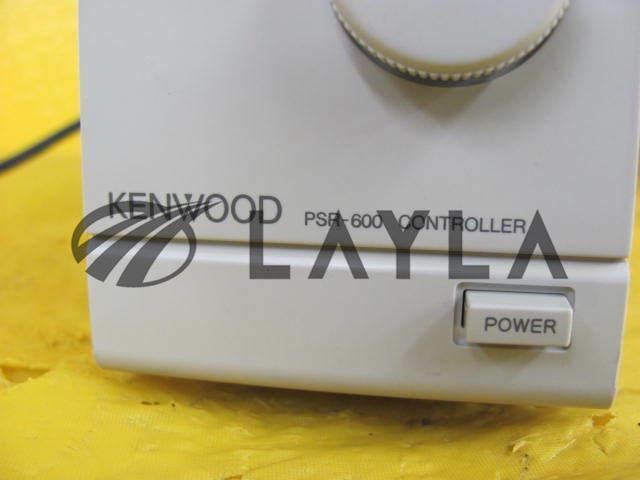 KENWOOD PSR-600 CONTROLLER
LAYLA
POWER